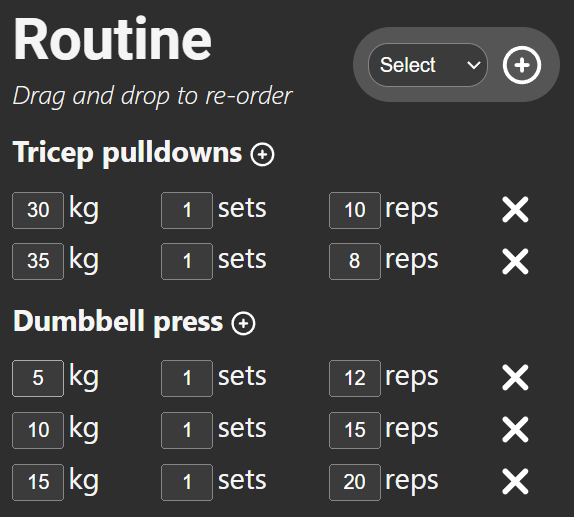 Routine
Select
Drag and drop to re-order
Tricep pulldowns
30 kg 1 sets 10 reps
35 kg 1 sets 8 reps
Dumbbell press
5 kg 1 sets 12 reps
10 kg 1 sets 15 reps
15 kg 1 sets 20 reps